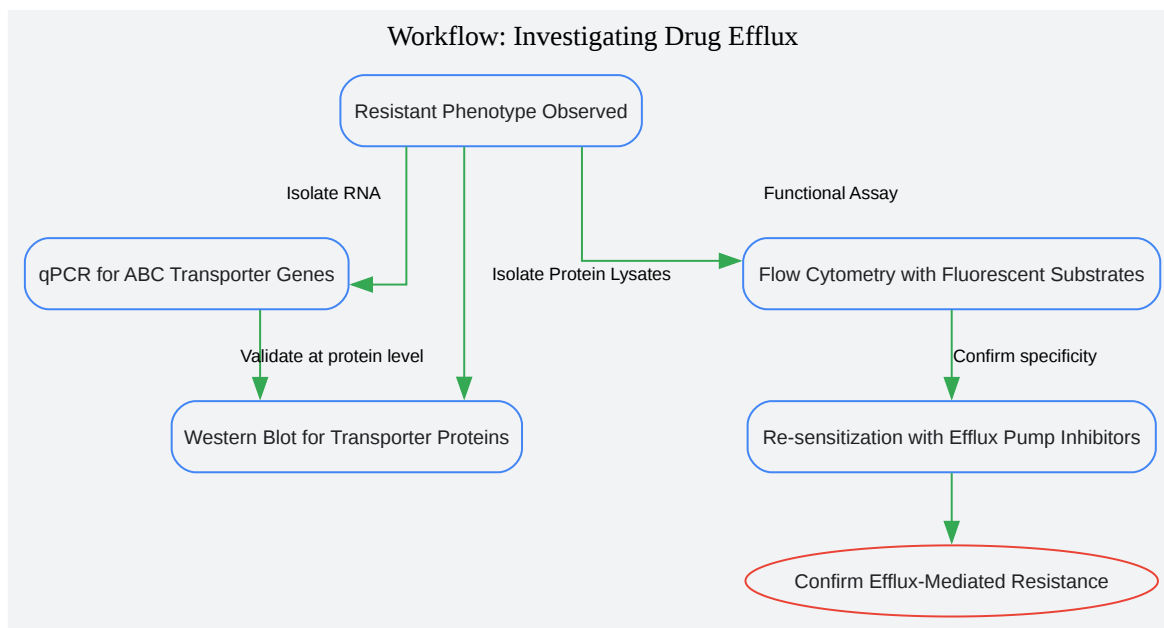 Workflow: Investigating Drug Efflux
Resistant Phenotype Observed
Isolate RNA
Functional Assay
qPCR for ABC Transporter Genes
Isolate Protein Lysates
Flow Cytometry with Fluorescent Substrates
Validate at protein level
Confirm specificity
Western Blot for Transporter Proteins
Re-sensitization with Efflux Pump Inhibitors
Confirm Efflux-Mediated Resistance